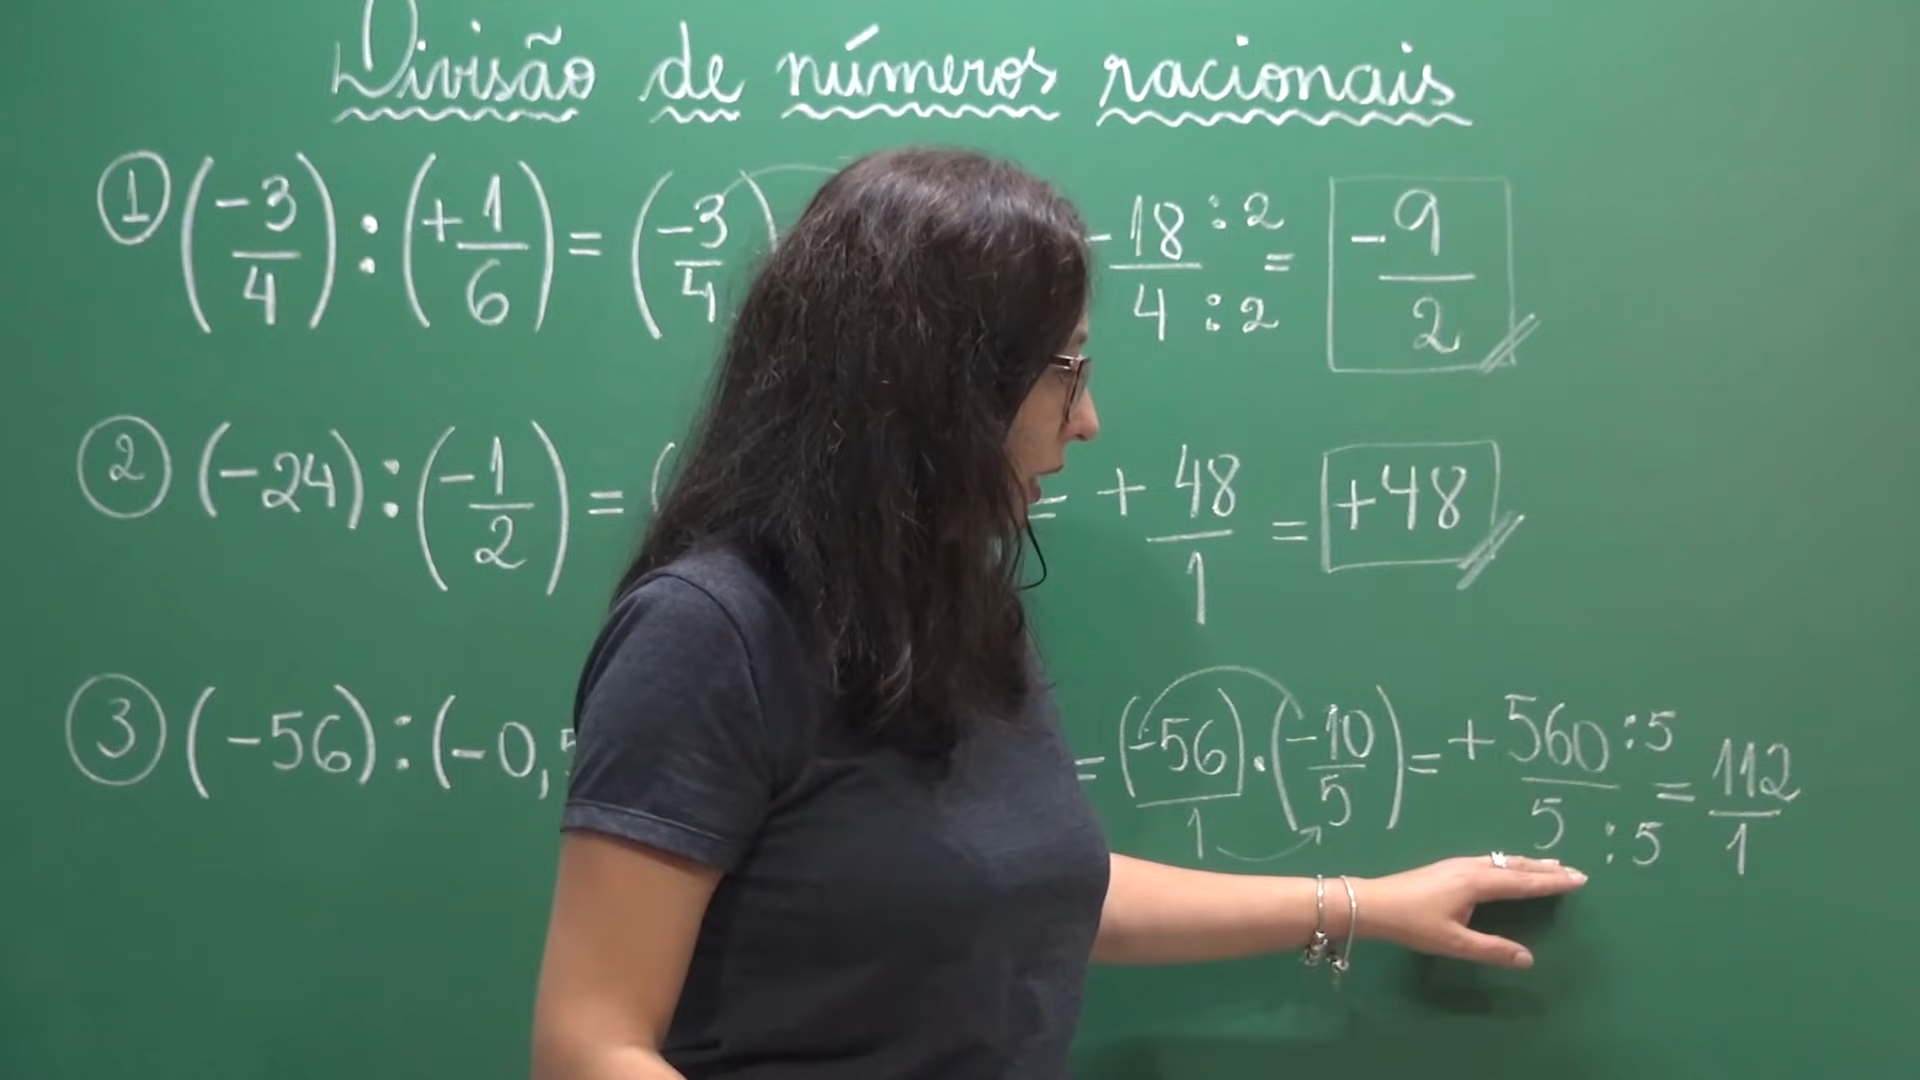 Divisão de números racionais
① (-3/4) : (+1/6) = (-3/4) -18/4 :2 :2 = -9/2
② (-24) : (-1/2) = ( = +48/1 = +48
③ (-56) : (-0,5 = (-56)/1 · (-10/5) = +560/5 :5 :5 = 112/1